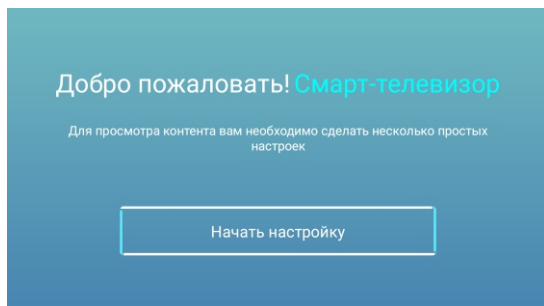 Добро пожаловать! Смарт-телевизор
Для просмотра контента вам необходимо сделать несколько простых
настроек
Начать настройку